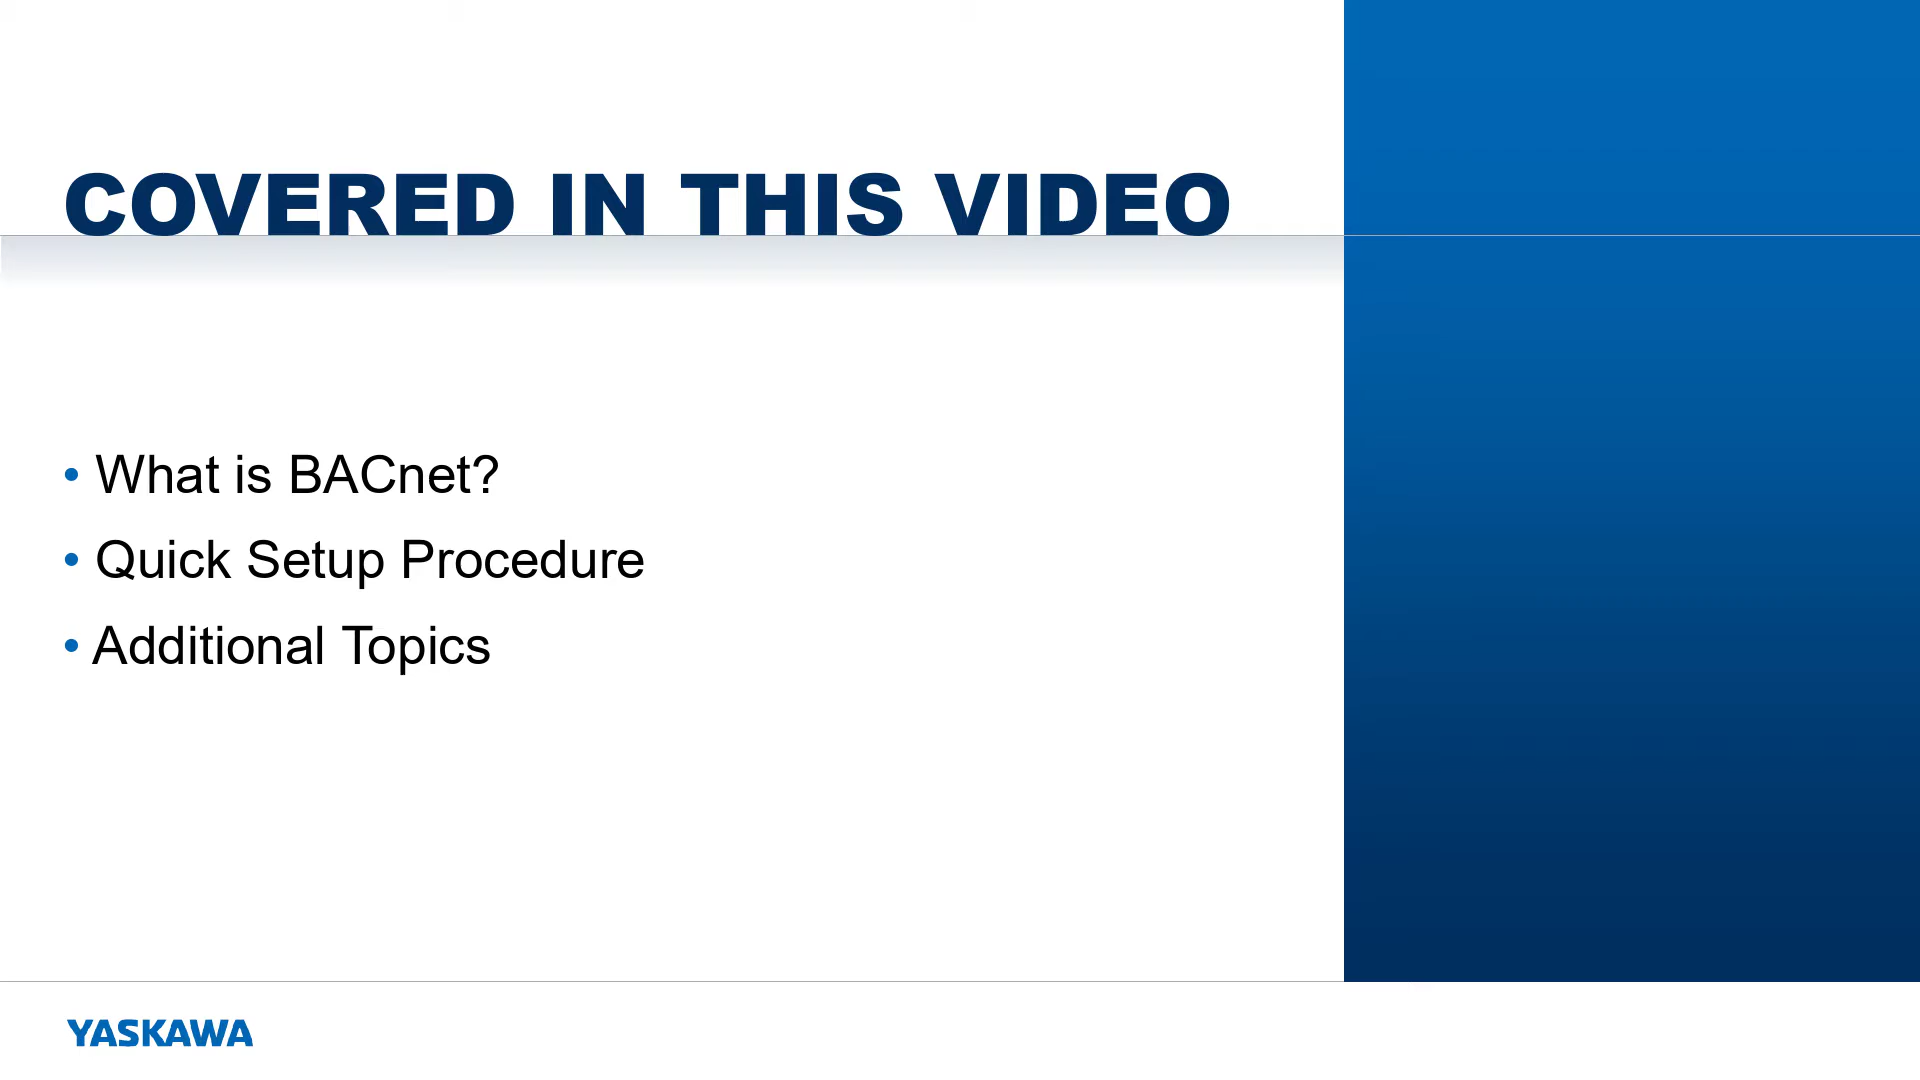 COVERED IN THIS VIDEO
• What is BACnet?
• Quick Setup Procedure
• Additional Topics
YASKAWA